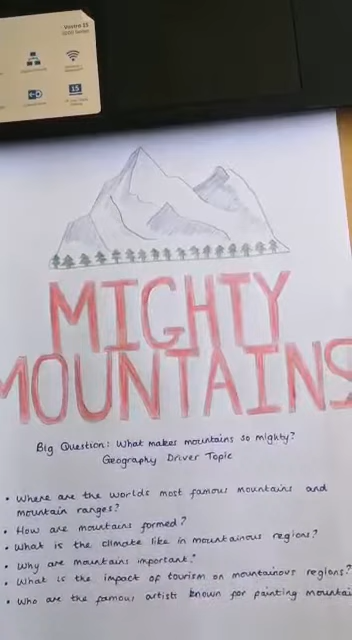 Vostro 15
MIGHTY
MOUNTAINS
Big Question: What makes mountains so mighty?
Geography Driver Topic
• Where are the worlds most famous mountains and
mountain ranges?
• How are mountains formed?
• What is the climate like in mountainous regions?
• Why are mountains important?
• What is the impact of tourism on mountainous regions?
• Who are the famous artists known for painting mountai